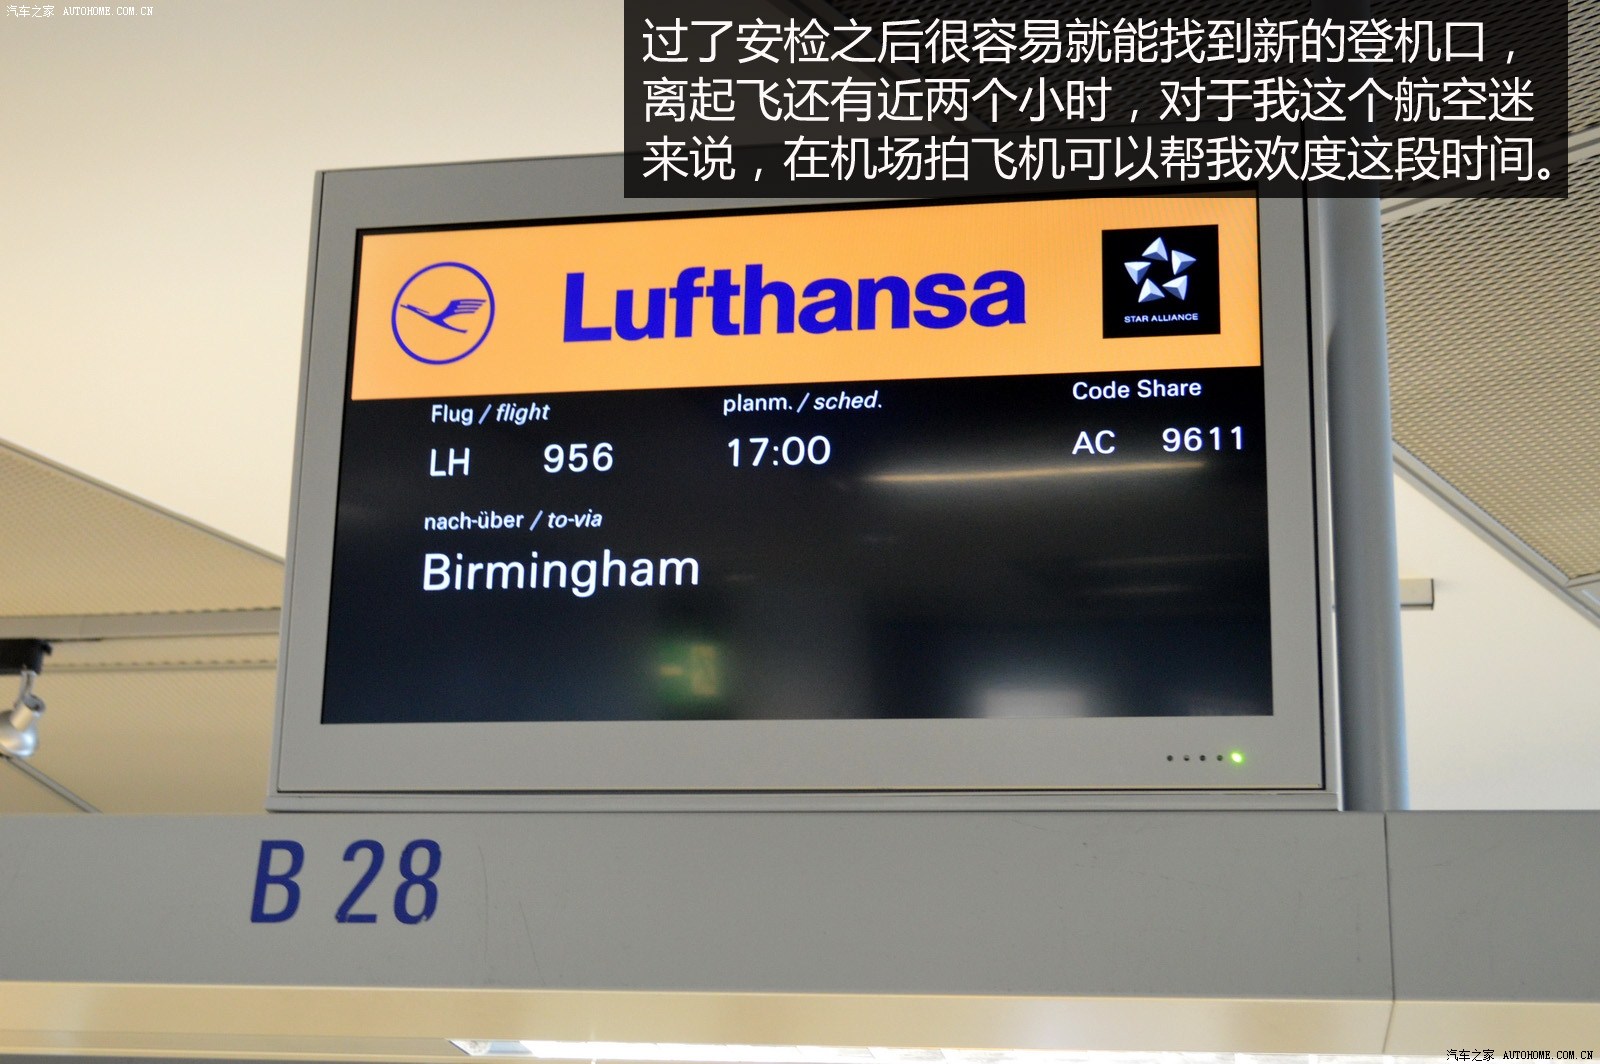 汽车之家 AUTOHOME.COM.CN
过了安检之后很容易就能找到新的登机口，
离起飞还有近两个小时，对于我这个航空迷
来说，在机场拍飞机可以帮我欢度这段时间。
Lufthansa
STAR ALLIANCE
Flug / flight planm. / sched. Code Share
LH 956 17:00 AC 9611
nach-über / to-via
Birmingham
B 28
汽车之家 AUTOHOME.COM.CN